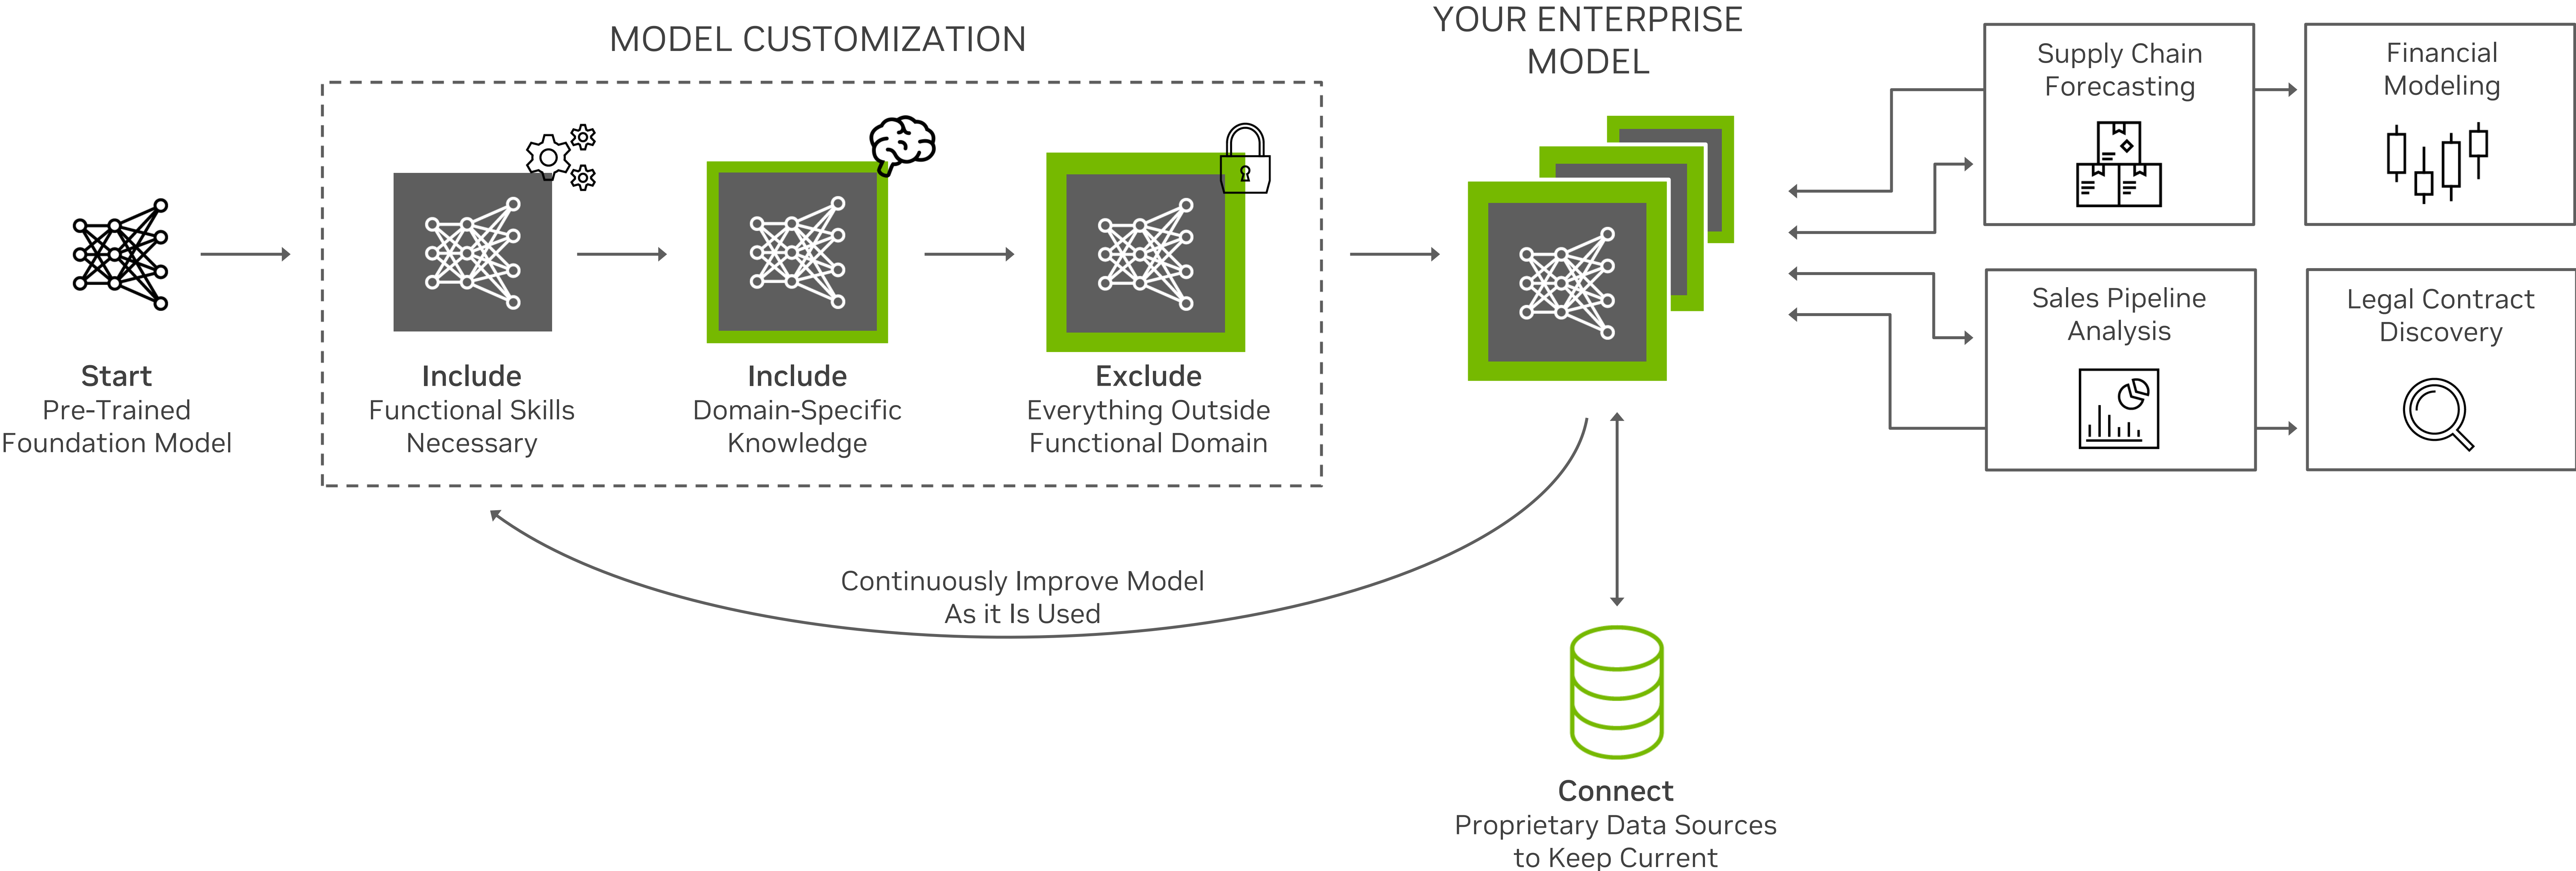 MODEL CUSTOMIZATION
YOUR ENTERPRISE
MODEL
Start
Pre-Trained
Foundation Model
Include
Functional Skills
Necessary
Include
Domain-Specific
Knowledge
Exclude
Everything Outside
Functional Domain
Continuously Improve Model
As it Is Used
Connect
Proprietary Data Sources
to Keep Current
Supply Chain
Forecasting
Financial
Modeling
Sales Pipeline
Analysis
Legal Contract
Discovery